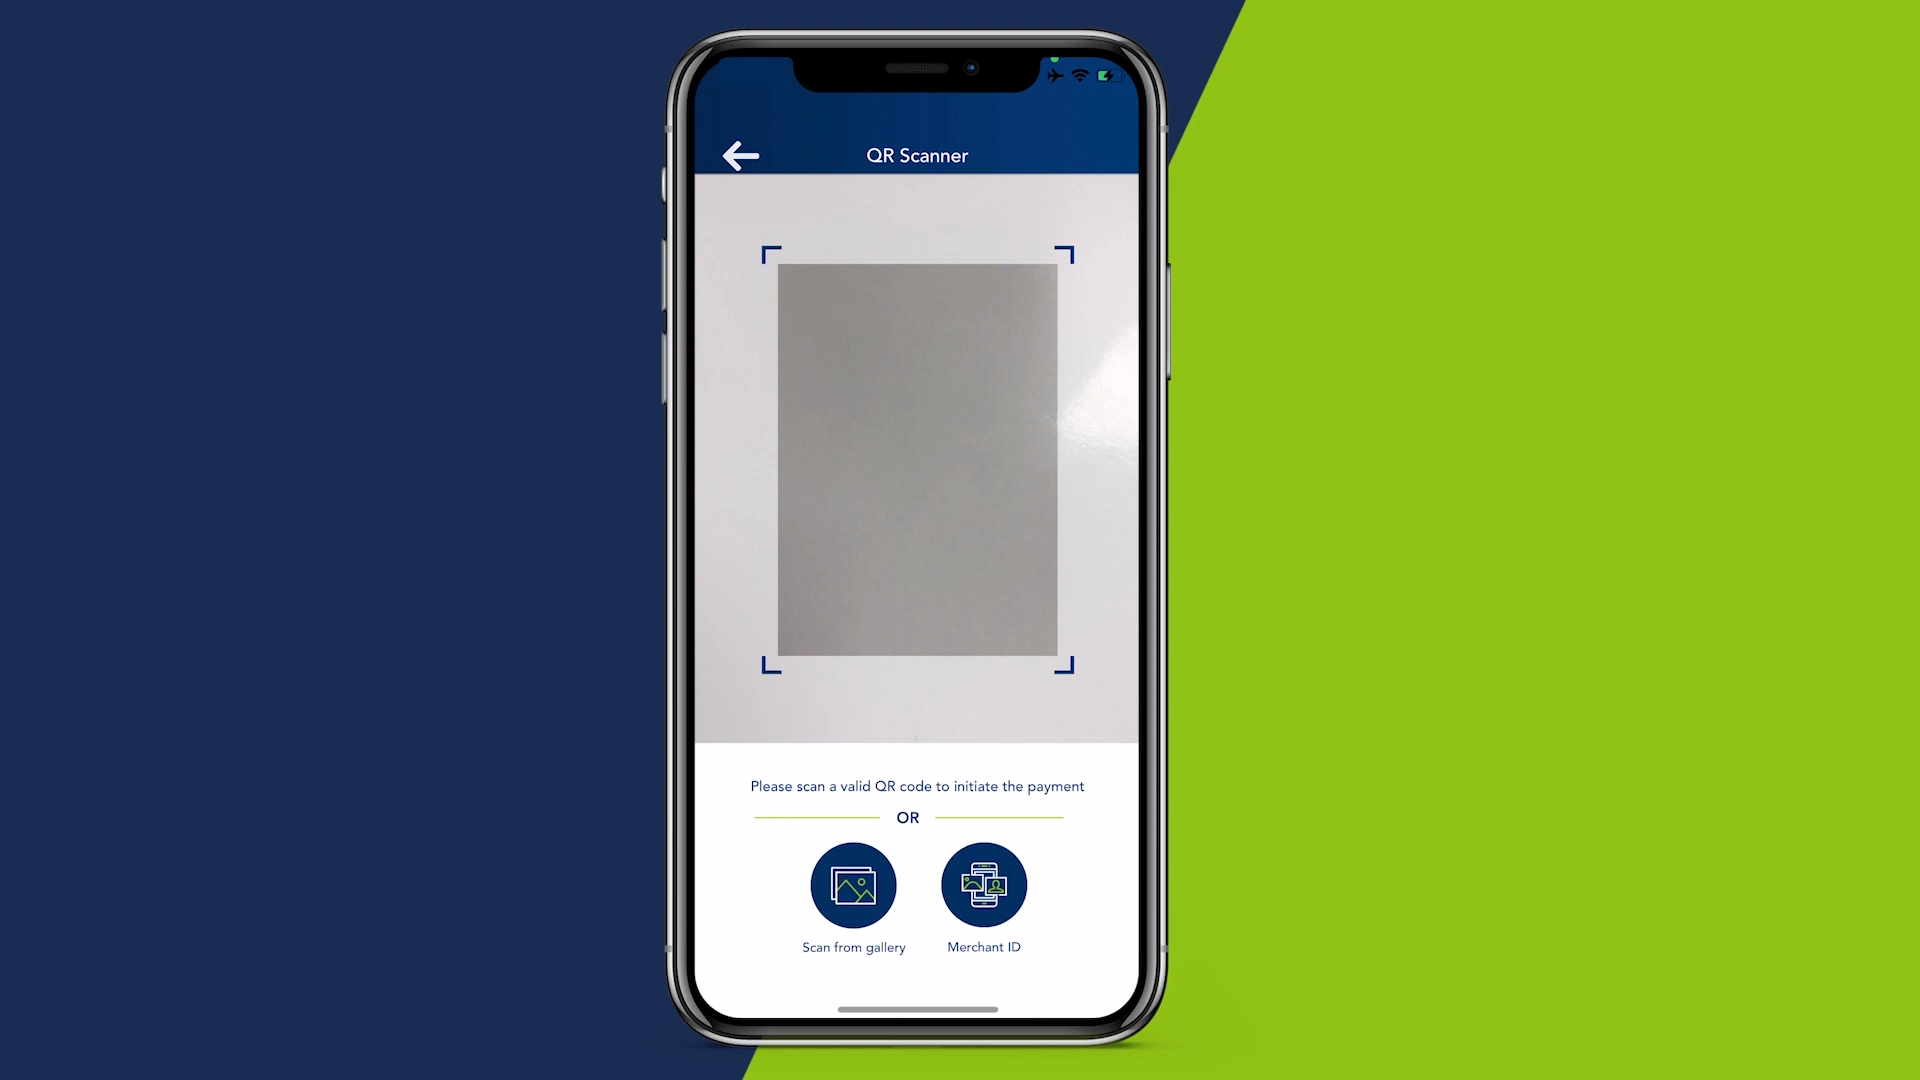 QR Scanner
Please scan a valid QR code to initiate the payment
OR
Scan from gallery
Merchant ID